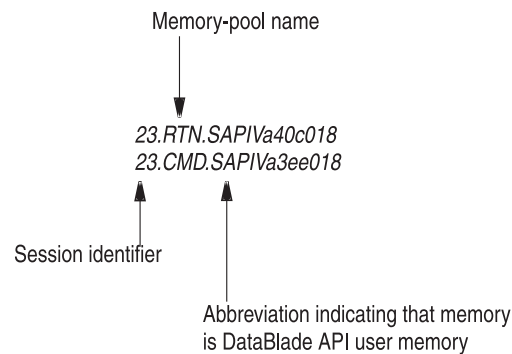 Memory-pool name
23.RTN.SAPIVa40c018
23.CMD.SAPIVa3ee018
Session identifier
Abbreviation indicating that memory
is DataBlade API user memory